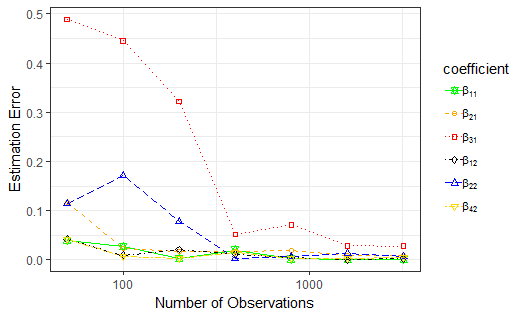 0.5
0.4
0.3
0.2
0.1
0.0
Estimation Error
100
1000
Number of Observations
coefficient
β₁₁
β₂₁
β₃₁
β₁₂
β₂₂
β₄₂